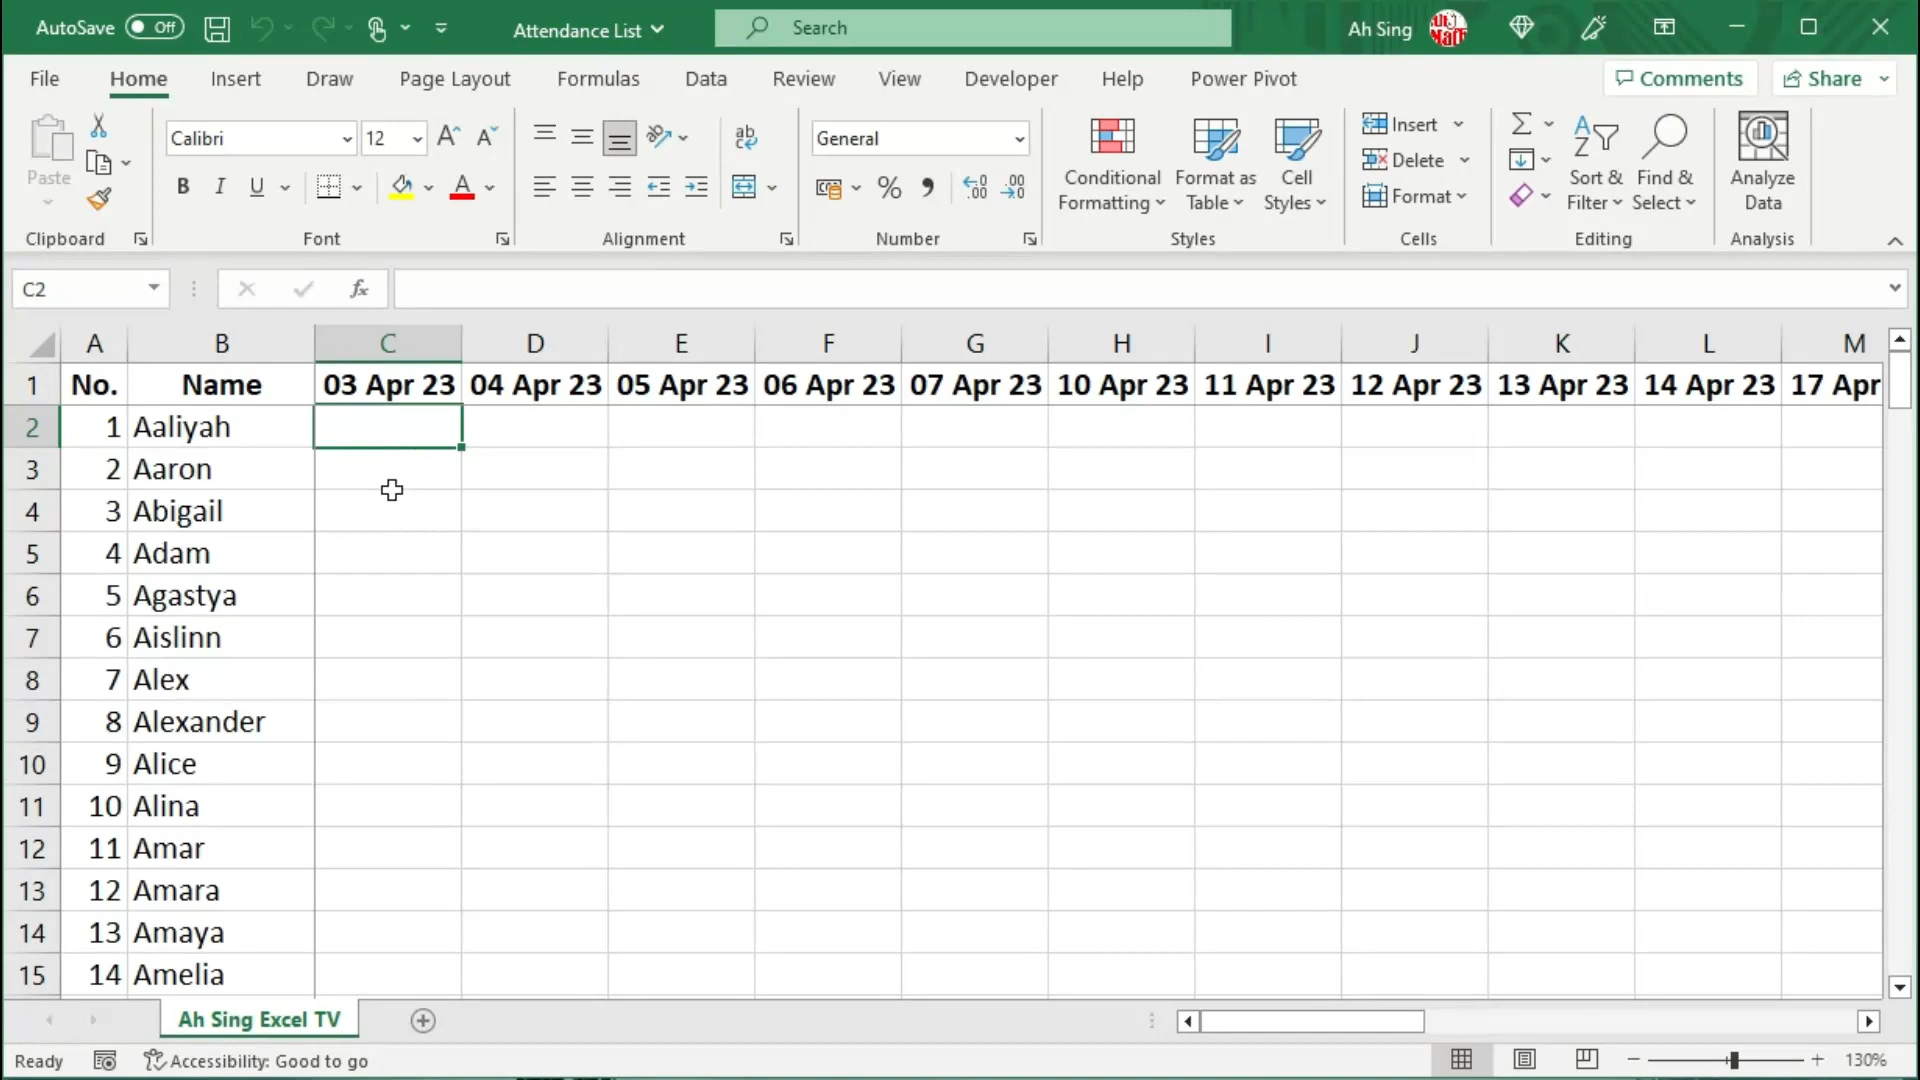 AutoSave Off Attendance List Search Ah Sing
File Home Insert Draw Page Layout Formulas Data Review View Developer Help Power Pivot Comments Share
Paste Calibri 12 General Conditional Formatting Format as Table Cell Styles Insert Delete Format Sort & Filter Find & Select Analyze Data
B I U
Clipboard Font Alignment Number Styles Cells Editing Analysis
C2 fx
A B C D E F G H I J K L M
1 No. Name 03 Apr 23 04 Apr 23 05 Apr 23 06 Apr 23 07 Apr 23 10 Apr 23 11 Apr 23 12 Apr 23 13 Apr 23 14 Apr 23 17 Apr
2 1 Aaliyah
3 2 Aaron
4 3 Abigail
5 4 Adam
6 5 Agastya
7 6 Aislinn
8 7 Alex
9 8 Alexander
10 9 Alice
11 10 Alina
12 11 Amar
13 12 Amara
14 13 Amaya
15 14 Amelia
Ah Sing Excel TV
Ready Accessibility: Good to go 130%